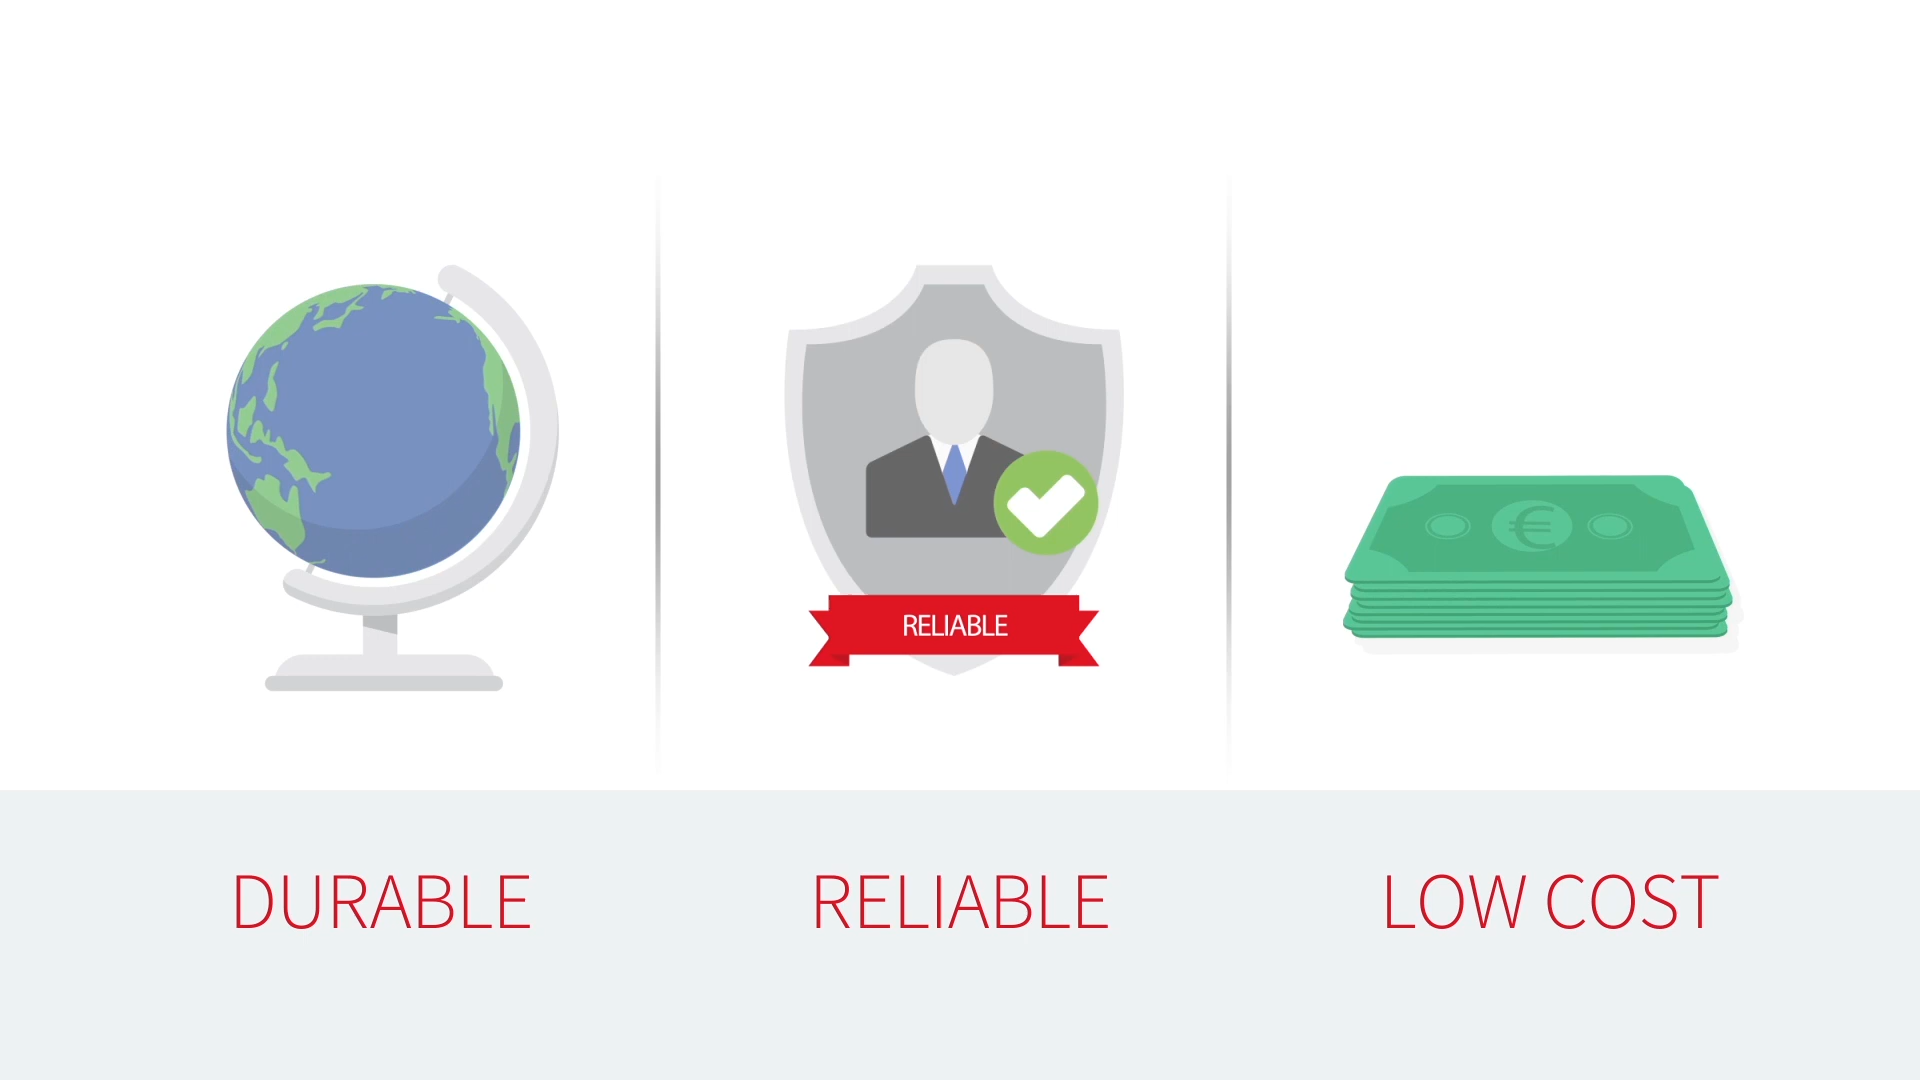 RELIABLE
€
DURABLE
RELIABLE
LOW COST